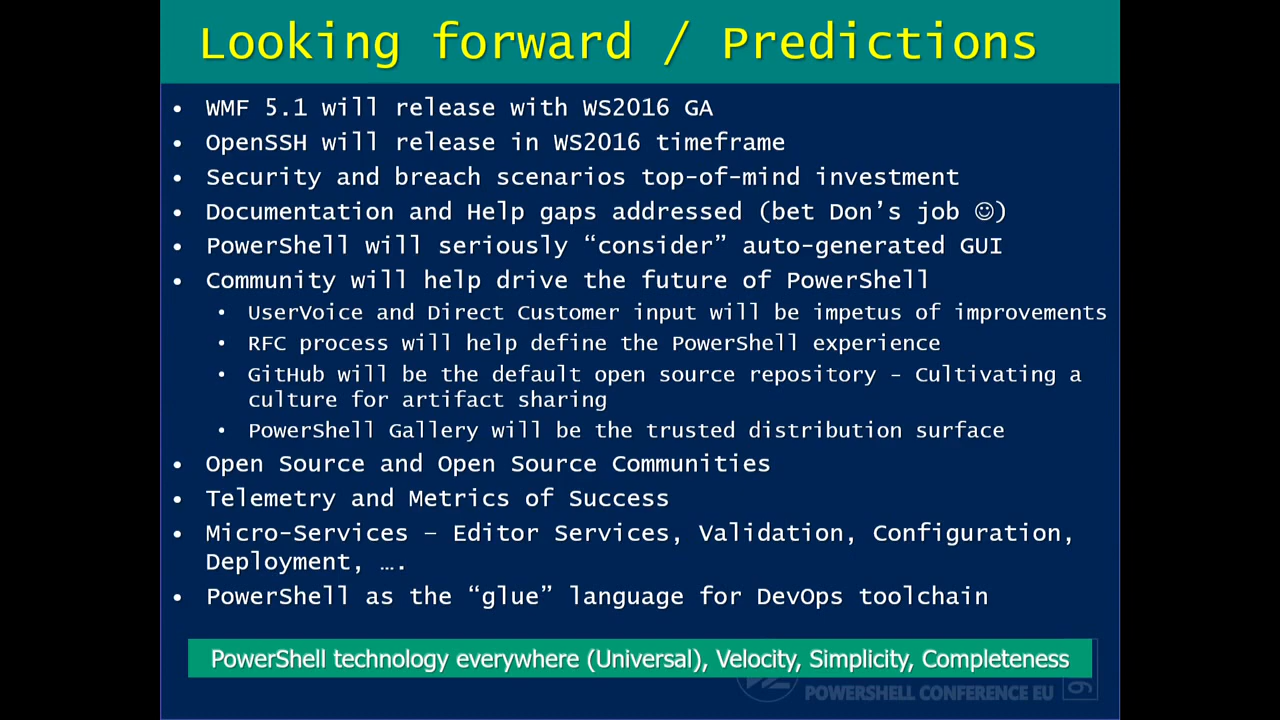 Looking forward / Predictions
• WMF 5.1 will release with WS2016 GA
• OpenSSH will release in WS2016 timeframe
• Security and breach scenarios top-of-mind investment
• Documentation and Help gaps addressed (bet Don’s job ☺)
• PowerShell will seriously “consider” auto-generated GUI
• Community will help drive the future of PowerShell
• UserVoice and Direct Customer input will be impetus of improvements
• RFC process will help define the PowerShell experience
• GitHub will be the default open source repository – Cultivating a
culture for artifact sharing
• PowerShell Gallery will be the trusted distribution surface
• Open Source and Open Source Communities
• Telemetry and Metrics of Success
• Micro-Services – Editor Services, Validation, Configuration,
Deployment, ….
• PowerShell as the “glue” language for DevOps toolchain
PowerShell technology everywhere (Universal), Velocity, Simplicity, Completeness
POWERSHELL CONFERENCE EU